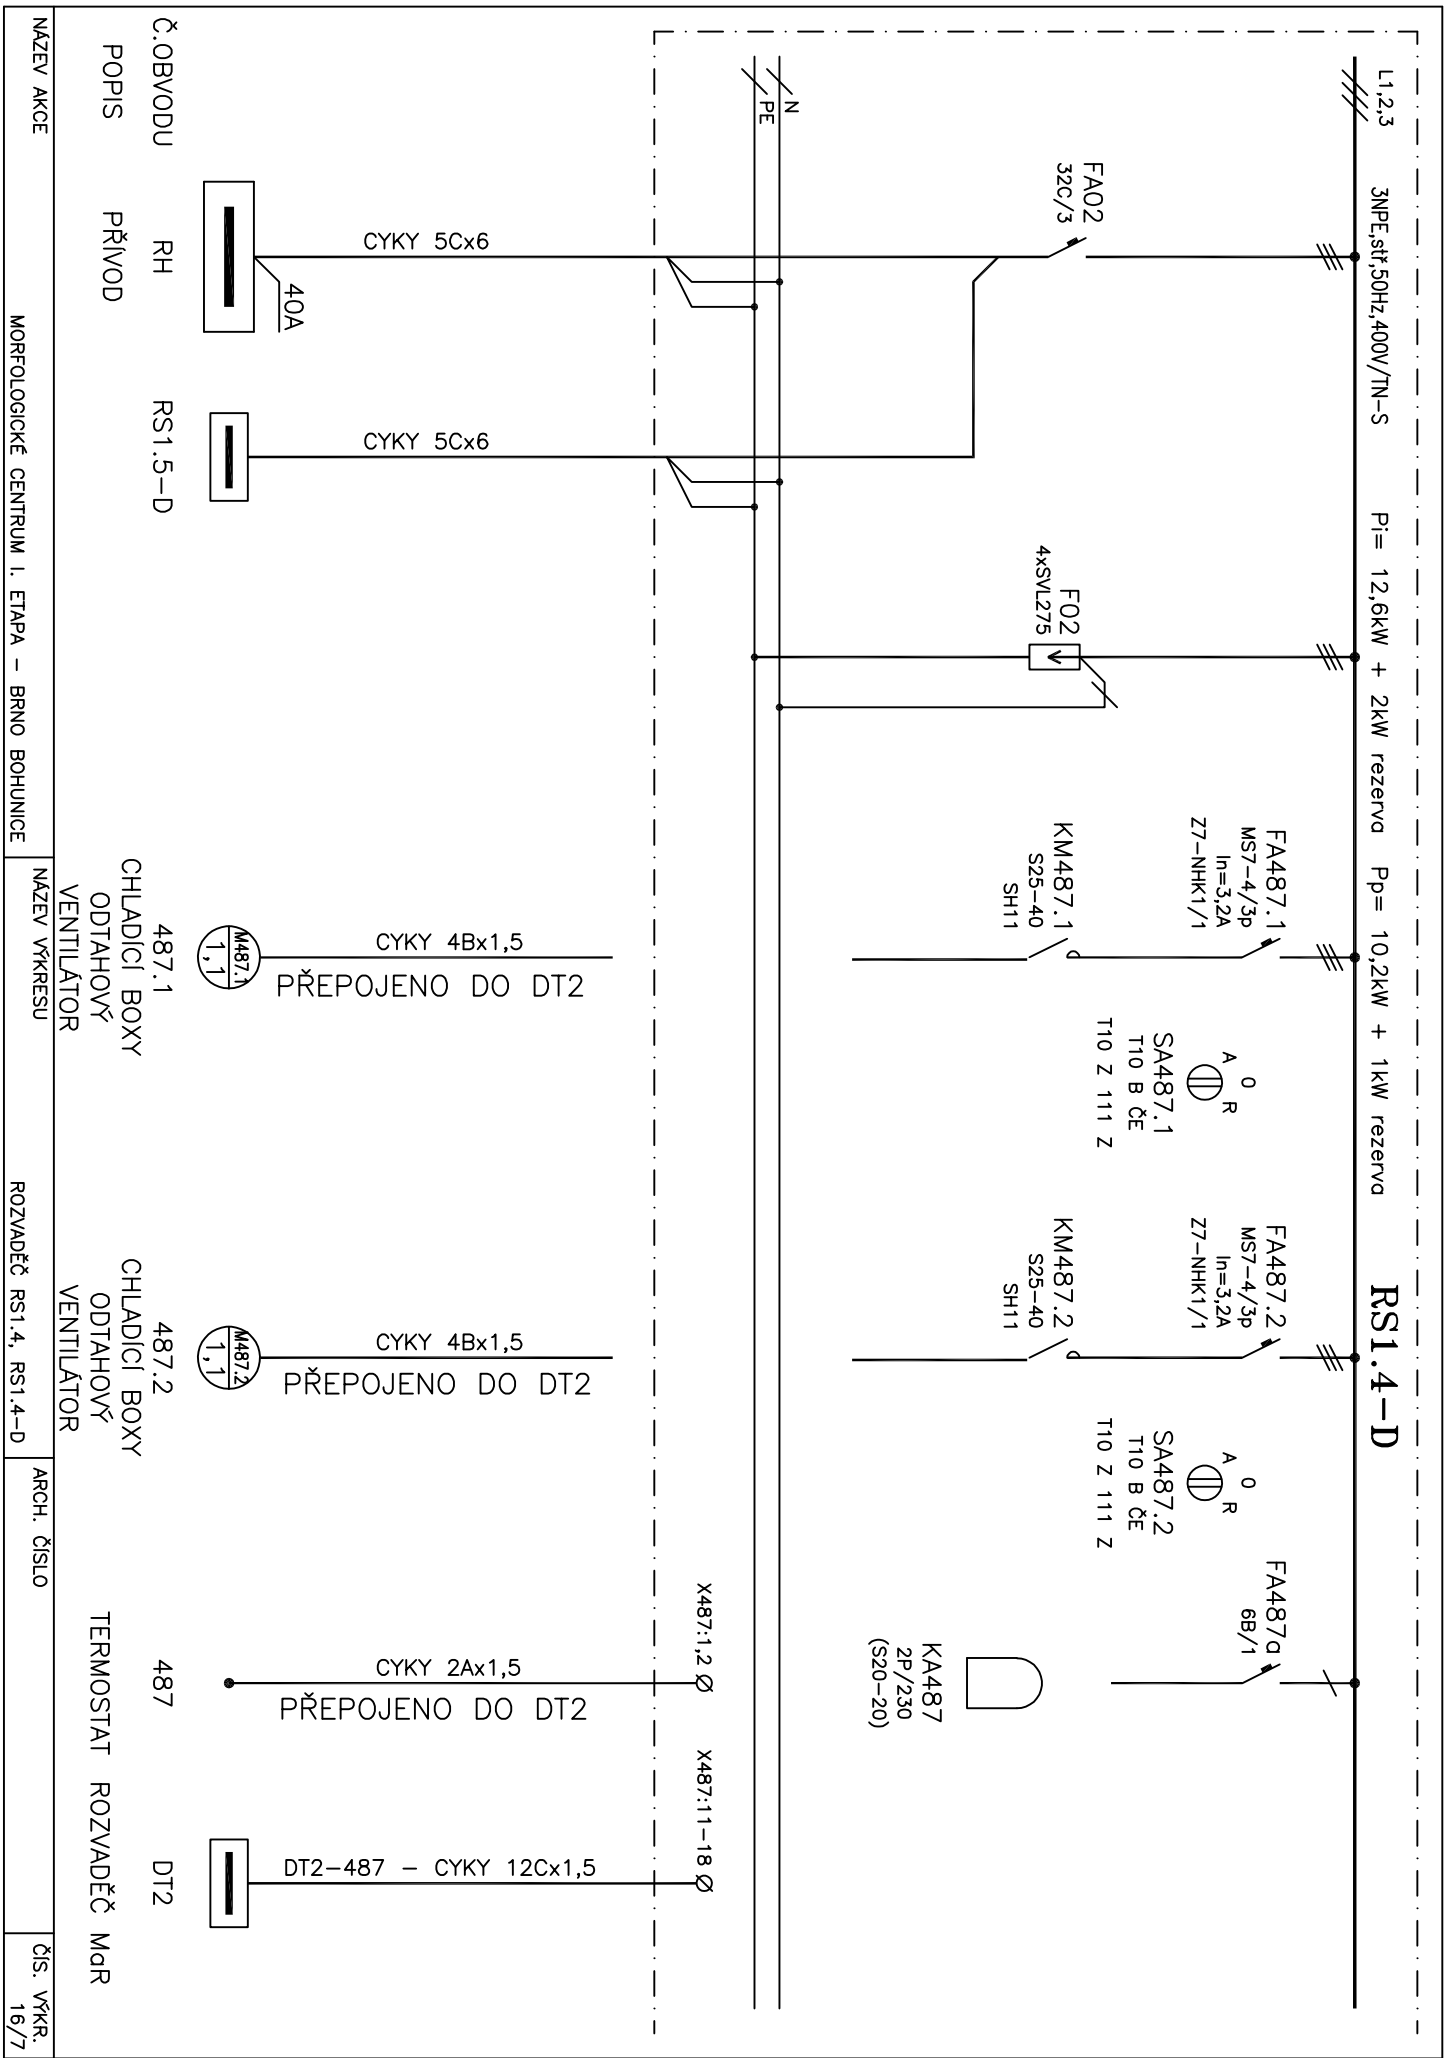 L1,2,3
3NPE,stř,50Hz,400V/TN-S
Pi= 12,6kW + 2kW rezerva Pp= 10,2kW + 1kW rezerva
RS1.4-D
FA02
32C/3
F02
4xSVL275
FA487.1
MS7-4/3p
In=3,2A
Z7-NHK1/1
KM487.1
S25-40
SH11
A 0 R
SA487.1
T10 B ČE
T10 Z 111 Z
FA487.2
MS7-4/3p
In=3,2A
Z7-NHK1/1
KM487.2
S25-40
SH11
A 0 R
SA487.2
T10 B ČE
T10 Z 111 Z
FA487a
6B/1
KA487
2P/230
(S20-20)
N
PE
X487:1,2
X487:11-18
CYKY 5Cx6
40A
CYKY 5Cx6
CYKY 4Bx1,5
PŘEPOJENO DO DT2
CYKY 4Bx1,5
PŘEPOJENO DO DT2
CYKY 2Ax1,5
PŘEPOJENO DO DT2
DT2-487 - CYKY 12Cx1,5
M487.1
1,1
M487.2
1,1
Č.OBVODU
RH
RS1.5-D
487.1
487.2
487
DT2
POPIS
PŘÍVOD
CHLADÍCÍ BOXY
ODTAHOVÝ
VENTILÁTOR
CHLADÍCÍ BOXY
ODTAHOVÝ
VENTILÁTOR
TERMOSTAT
ROZVADĚČ MaR
NÁZEV AKCE
MORFOLOGICKÉ CENTRUM I. ETAPA - BRNO BOHUNICE
NÁZEV VÝKRESU
ROZVADĚČ RS1.4, RS1.4-D
ARCH. ČÍSLO
ČÍS. VÝKR.
16/7